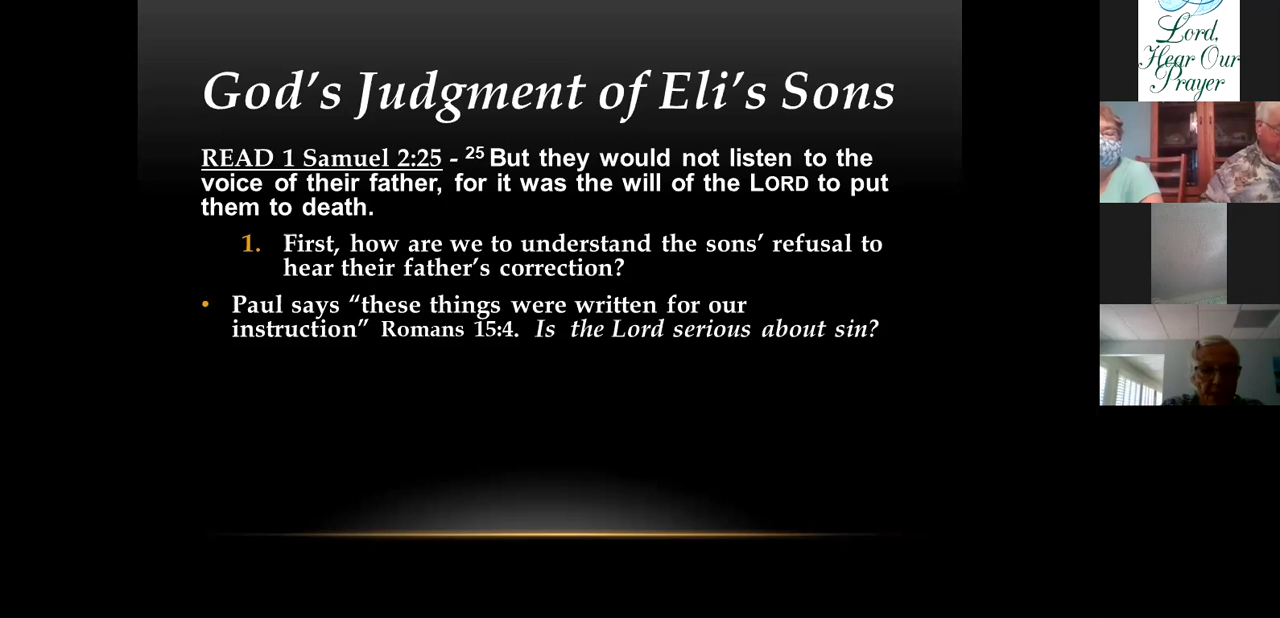 God's Judgment of Eli's Sons
READ 1 Samuel 2:25 - 25 But they would not listen to the
voice of their father, for it was the will of the LORD to put
them to death.
1. First, how are we to understand the sons' refusal to
hear their father's correction?
• Paul says “these things were written for our
instruction” Romans 15:4. Is the Lord serious about sin?
Lord,
Hear Our
Prayer